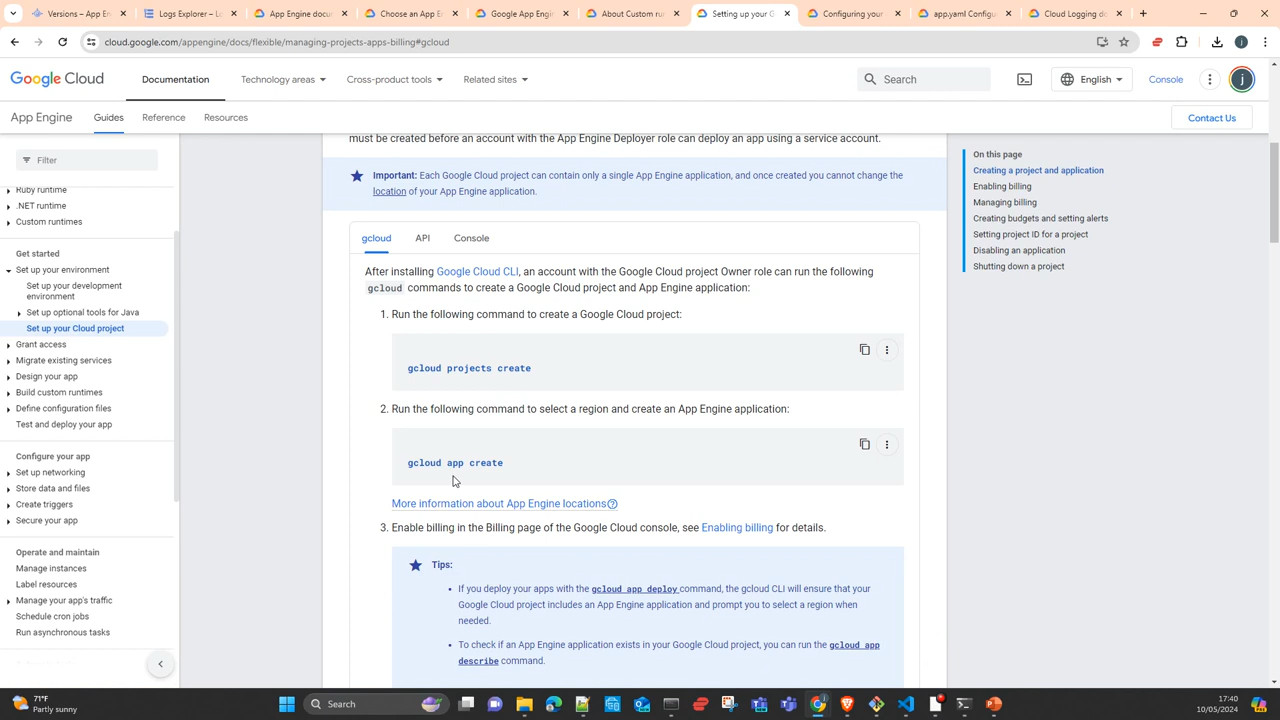 Versions – App En
Logs Explorer – Lo
App Engine docum
Choose an App En
Google App Engin
About Custom run
Setting up your G
Configuring your
app.yaml Configu
Cloud Logging do
cloud.google.com/appengine/docs/flexible/managing-projects-apps-billing#gcloud
Google Cloud
Documentation
Technology areas
Cross-product tools
Related sites
Search
English
Console
j
App Engine
Guides
Reference
Resources
Contact Us
Filter
Ruby runtime
.NET runtime
Custom runtimes
Get started
Set up your environment
Set up your development
environment
Set up optional tools for Java
Set up your Cloud project
Grant access
Migrate existing services
Design your app
Build custom runtimes
Define configuration files
Test and deploy your app
Configure your app
Set up networking
Store data and files
Create triggers
Secure your app
Operate and maintain
Manage instances
Label resources
Manage your app's traffic
Schedule cron jobs
Run asynchronous tasks
must be created before an account with the App Engine Deployer role can deploy an app using a service account.
Important: Each Google Cloud project can contain only a single App Engine application, and once created you cannot change the
location of your App Engine application.
gcloud
API
Console
After installing Google Cloud CLI, an account with the Google Cloud project Owner role can run the following
gcloud commands to create a Google Cloud project and App Engine application:
1. Run the following command to create a Google Cloud project:
gcloud projects create
2. Run the following command to select a region and create an App Engine application:
gcloud app create
More information about App Engine locations
3. Enable billing in the Billing page of the Google Cloud console, see Enabling billing for details.
Tips:
• If you deploy your apps with the gcloud app deploy command, the gcloud CLI will ensure that your
Google Cloud project includes an App Engine application and prompt you to select a region when
needed.
• To check if an App Engine application exists in your Google Cloud project, you can run the gcloud app
describe command.
On this page
Creating a project and application
Enabling billing
Managing billing
Creating budgets and setting alerts
Setting project ID for a project
Disabling an application
Shutting down a project
71°F
Partly sunny
Search
17:40
10/05/2024